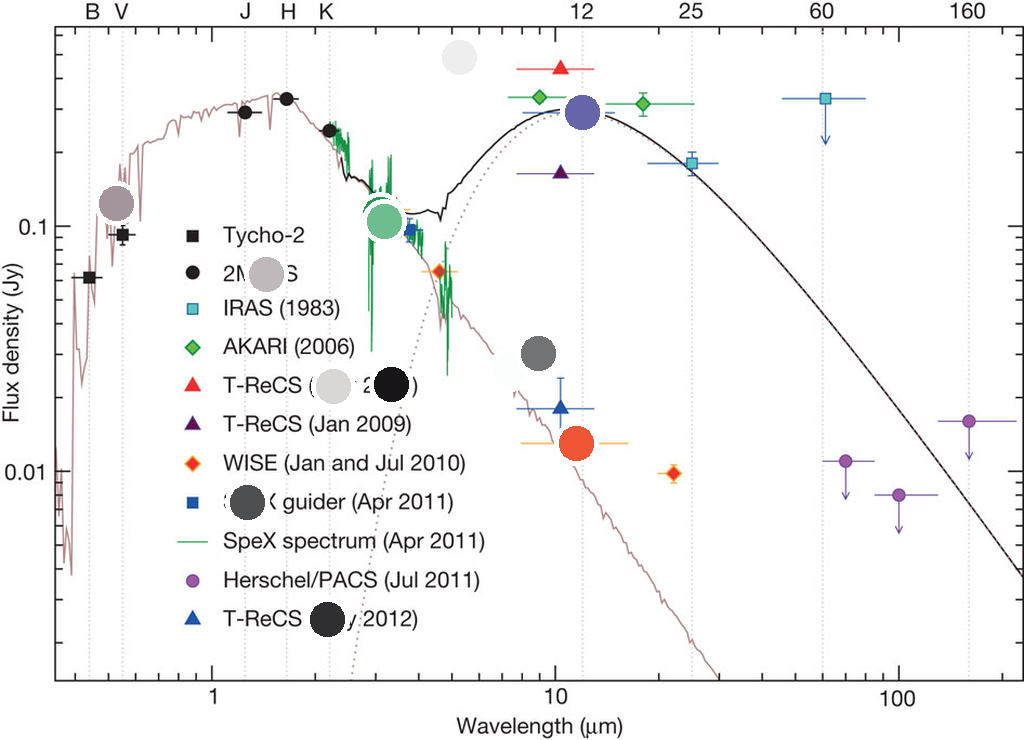 B V J H K 12 25 60 160
Flux density (Jy)
0.1
0.01
Tycho-2
IRAS (1983)
AKARI (2006)
T-ReCS
T-ReCS (Jan 2009)
WISE (Jan and Jul 2010)
guider (Apr 2011)
SpeX spectrum (Apr 2011)
Herschel/PACS (Jul 2011)
T-ReCS 2012)
1 10 100
Wavelength (μm)